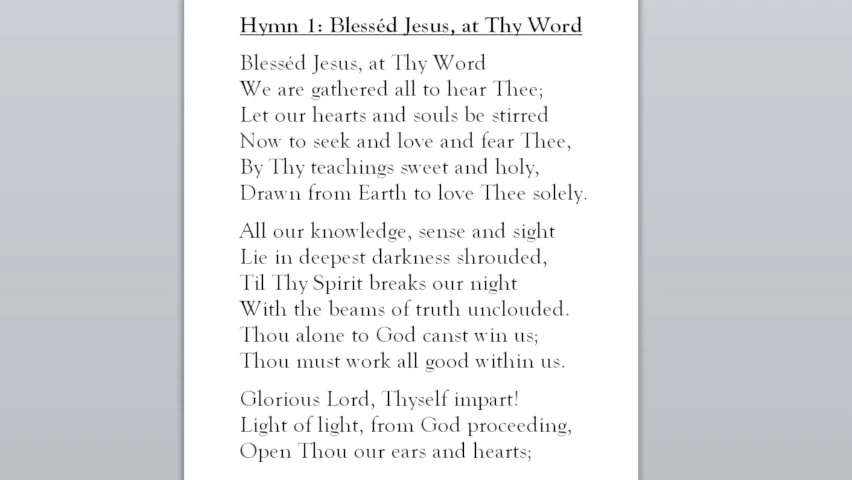 Hymn 1: Blesséd Jesus, at Thy Word
Blesséd Jesus, at Thy Word
We are gathered all to hear Thee;
Let our hearts and souls be stirred
Now to seek and love and fear Thee,
By Thy teachings sweet and holy,
Drawn from Earth to love Thee solely.
All our knowledge, sense and sight
Lie in deepest darkness shrouded,
Til Thy Spirit breaks our night
With the beams of truth unclouded.
Thou alone to God canst win us;
Thou must work all good within us.
Glorious Lord, Thyself impart!
Light of light, from God proceeding,
Open Thou our ears and hearts;